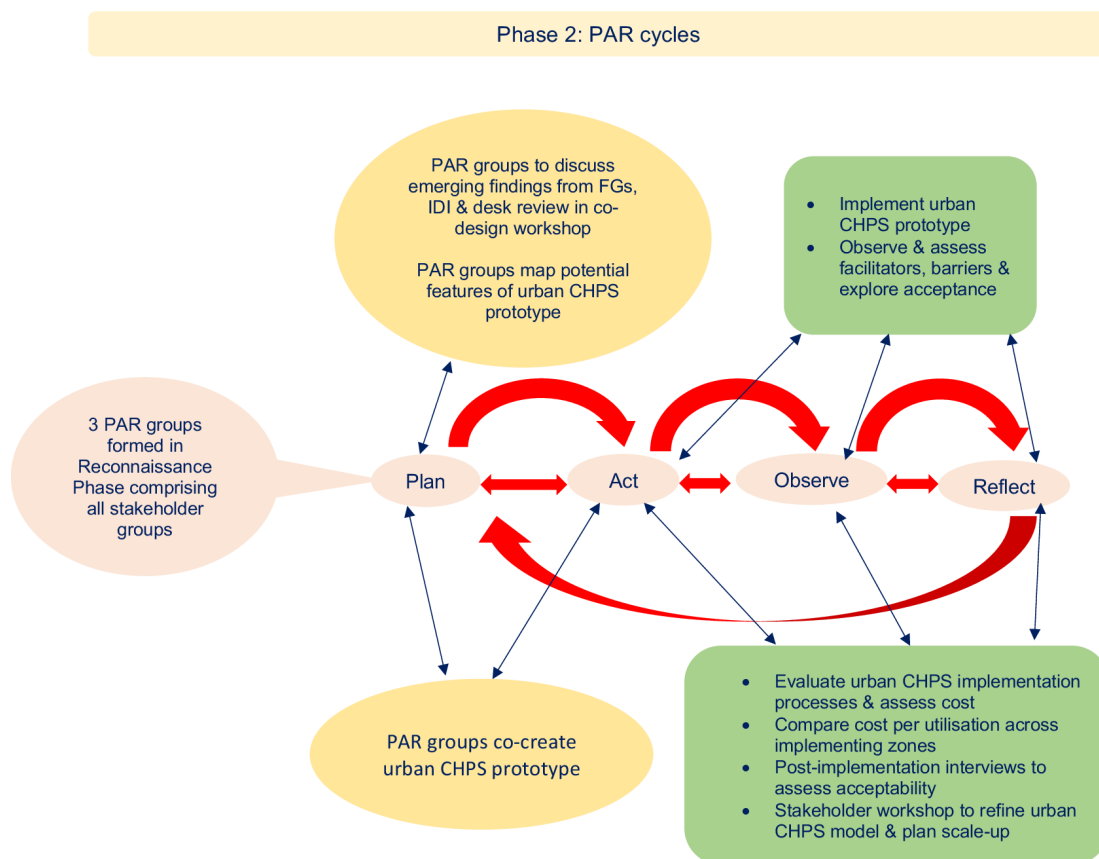 Phase 2: PAR cycles
PAR groups to discuss
emerging findings from FGs,
IDI & desk review in co-
design workshop
PAR groups map potential
features of urban CHPS
prototype
• Implement urban
CHPS prototype
• Observe & assess
facilitators, barriers &
explore acceptance
3 PAR groups
formed in
Reconnaissance
Phase comprising
all stakeholder
groups
Plan
Act
Observe
Reflect
PAR groups co-create
urban CHPS prototype
• Evaluate urban CHPS implementation
processes & assess cost
• Compare cost per utilisation across
implementing zones
• Post-implementation interviews to
assess acceptability
• Stakeholder workshop to refine urban
CHPS model & plan scale-up